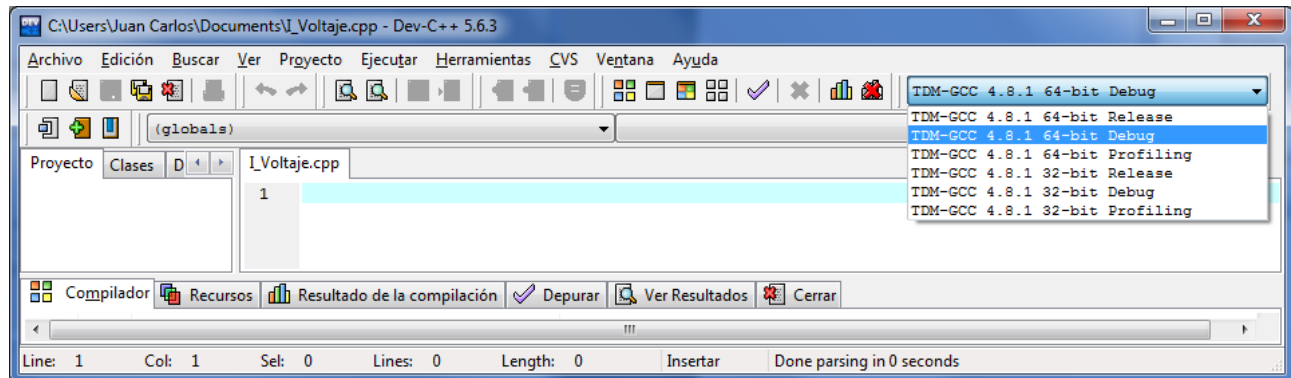 C:\Users\Juan Carlos\Documents\I_Voltaje.cpp - Dev-C++ 5.6.3
Archivo Edición Buscar Ver Proyecto Ejecutar Herramientas CVS Ventana Ayuda
TDM-GCC 4.8.1 64-bit Debug
(globals)
TDM-GCC 4.8.1 64-bit Release
TDM-GCC 4.8.1 64-bit Debug
TDM-GCC 4.8.1 64-bit Profiling
TDM-GCC 4.8.1 32-bit Release
TDM-GCC 4.8.1 32-bit Debug
TDM-GCC 4.8.1 32-bit Profiling
Proyecto Clases D I_Voltaje.cpp
1
Compilador Recursos Resultado de la compilación Depurar Ver Resultados Cerrar
Line: 1 Col: 1 Sel: 0 Lines: 0 Length: 0 Insertar Done parsing in 0 seconds